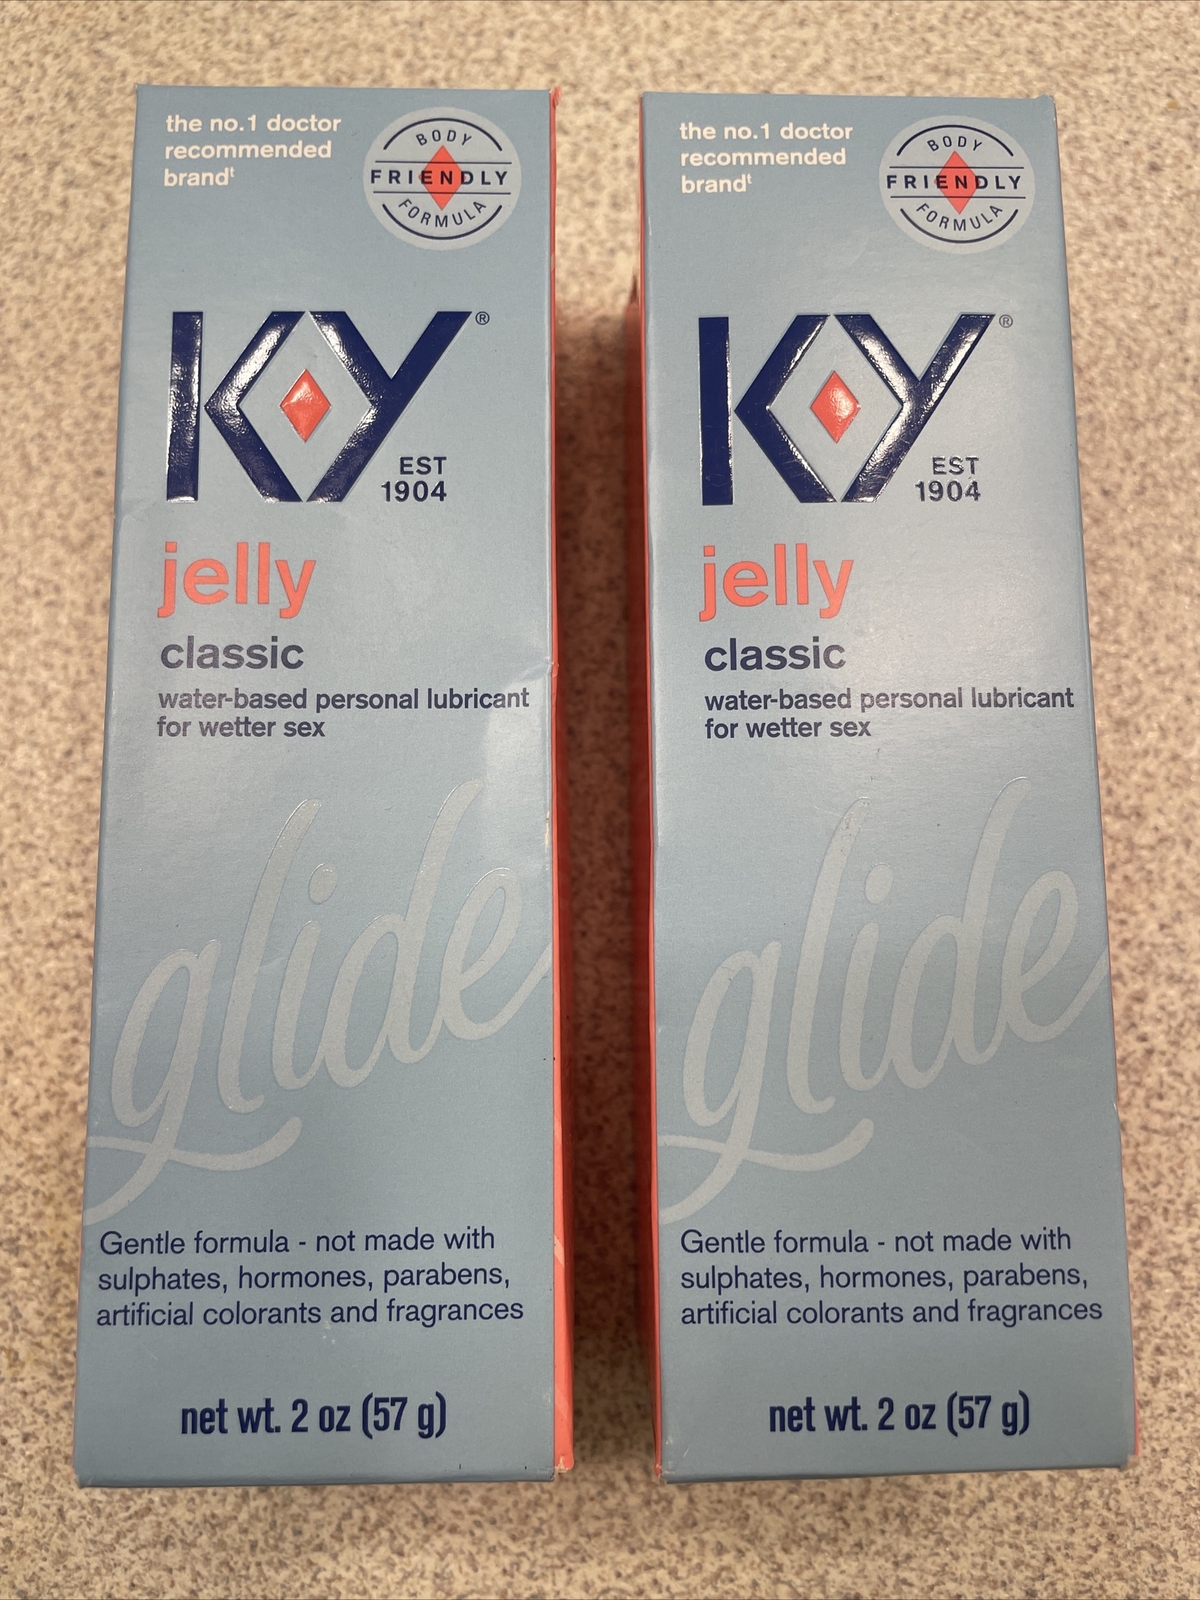 the no.1 doctor
recommended
brand†
BODY
FRIENDLY
FORMULA
KY®
EST
1904
jelly
classic
water-based personal lubricant
for wetter sex
glide
Gentle formula - not made with
sulphates, hormones, parabens,
artificial colorants and fragrances
net wt. 2 oz (57 g)
the no.1 doctor
recommended
brand†
BODY
FRIENDLY
FORMULA
KY®
EST
1904
jelly
classic
water-based personal lubricant
for wetter sex
glide
Gentle formula - not made with
sulphates, hormones, parabens,
artificial colorants and fragrances
net wt. 2 oz (57 g)